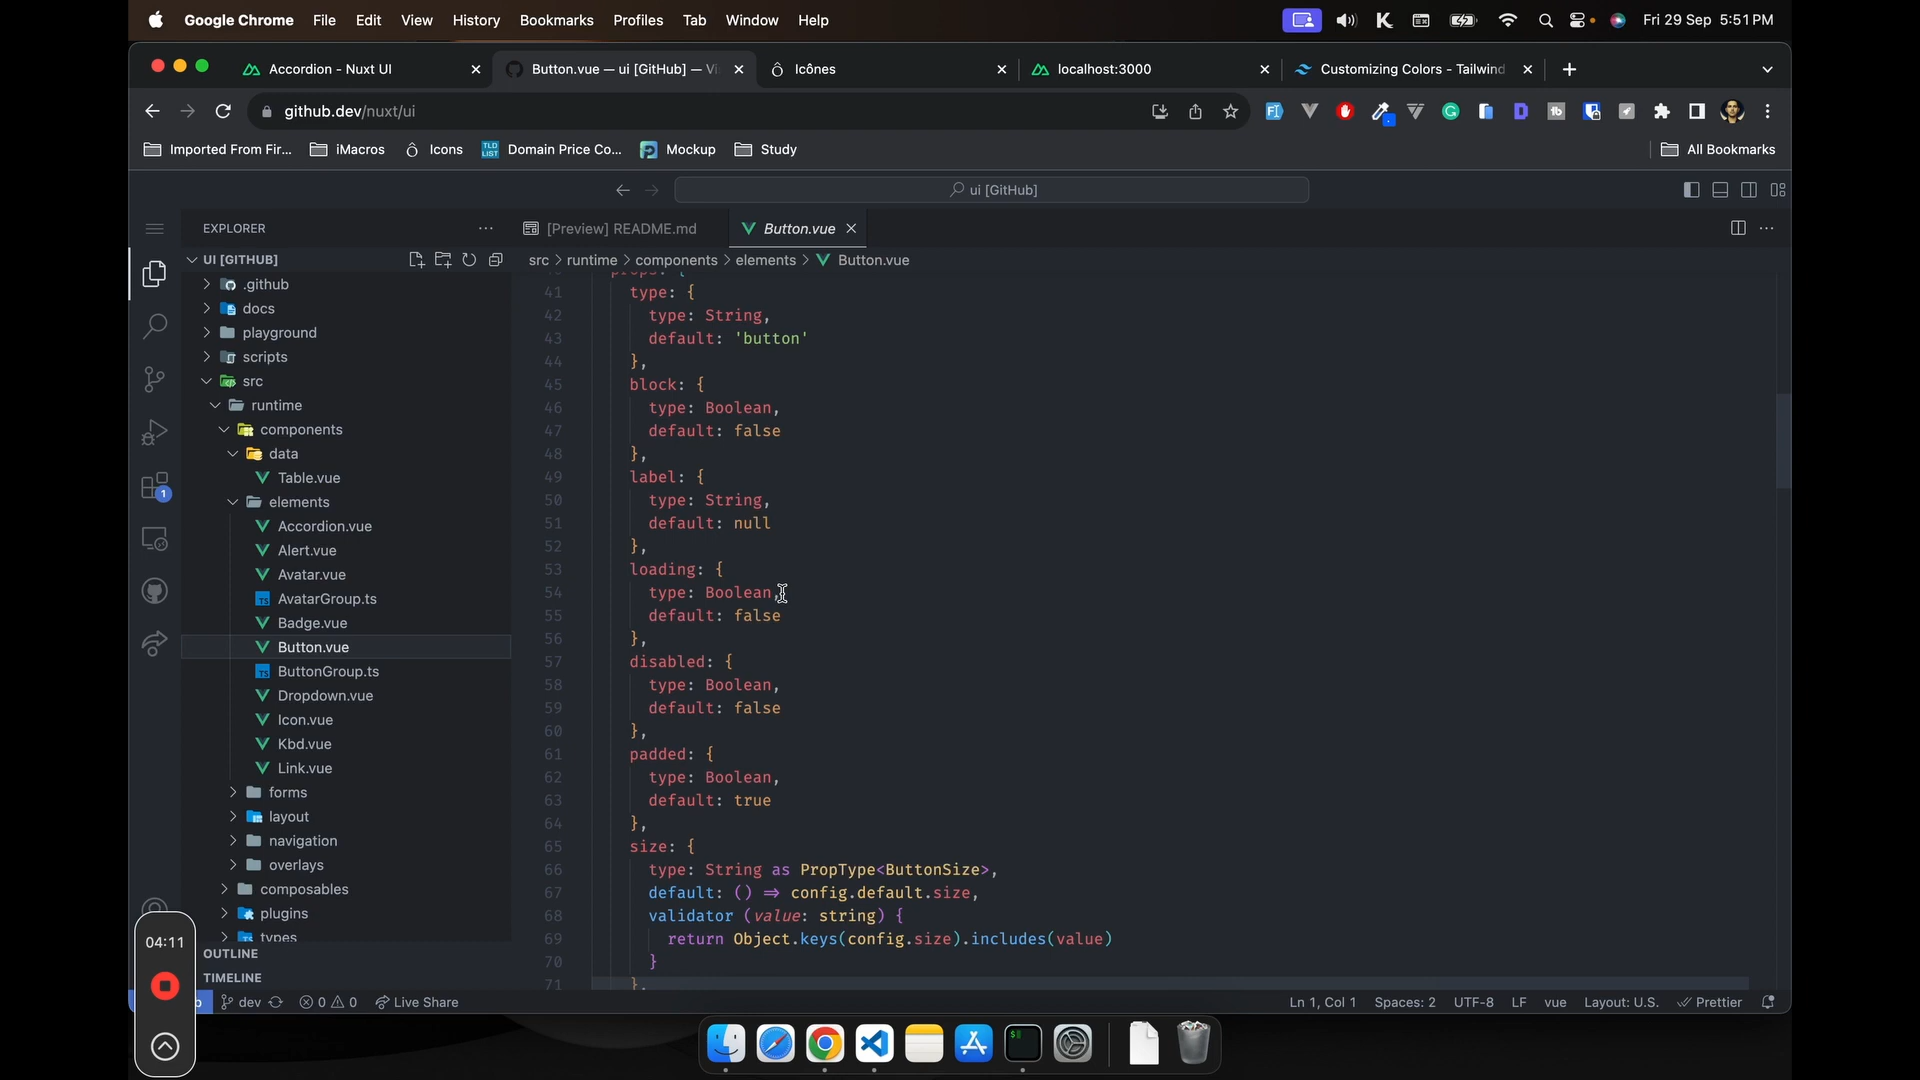 Google Chrome File Edit View History Bookmarks Profiles Tab Window Help Fri 29 Sep 5:51 PM
Accordion - Nuxt UI
Button.vue — ui [GitHub] — Vi
Icônes
localhost:3000
Customizing Colors - Tailwind
github.dev/nuxt/ui
Imported From Fir... iMacros Icons Domain Price Co... Mockup Study All Bookmarks
ui [GitHub]
EXPLORER
UI [GITHUB]
.github
docs
playground
scripts
src
runtime
components
data
Table.vue
elements
Accordion.vue
Alert.vue
Avatar.vue
AvatarGroup.ts
Badge.vue
Button.vue
ButtonGroup.ts
Dropdown.vue
Icon.vue
Kbd.vue
Link.vue
forms
layout
navigation
overlays
composables
plugins
types
OUTLINE
TIMELINE
[Preview] README.md
Button.vue
src > runtime > components > elements > Button.vue
props: {
41 type: {
42 type: String,
43 default: 'button'
44 },
45 block: {
46 type: Boolean,
47 default: false
48 },
49 label: {
50 type: String,
51 default: null
52 },
53 loading: {
54 type: Boolean,
55 default: false
56 },
57 disabled: {
58 type: Boolean,
59 default: false
60 },
61 padded: {
62 type: Boolean,
63 default: true
64 },
65 size: {
66 type: String as PropType<ButtonSize>,
67 default: () => config.default.size,
68 validator (value: string) {
69 return Object.keys(config.size).includes(value)
70 }
71 },
04:11
dev 0 0 Live Share Ln 1, Col 1 Spaces: 2 UTF-8 LF vue Layout: U.S. Prettier